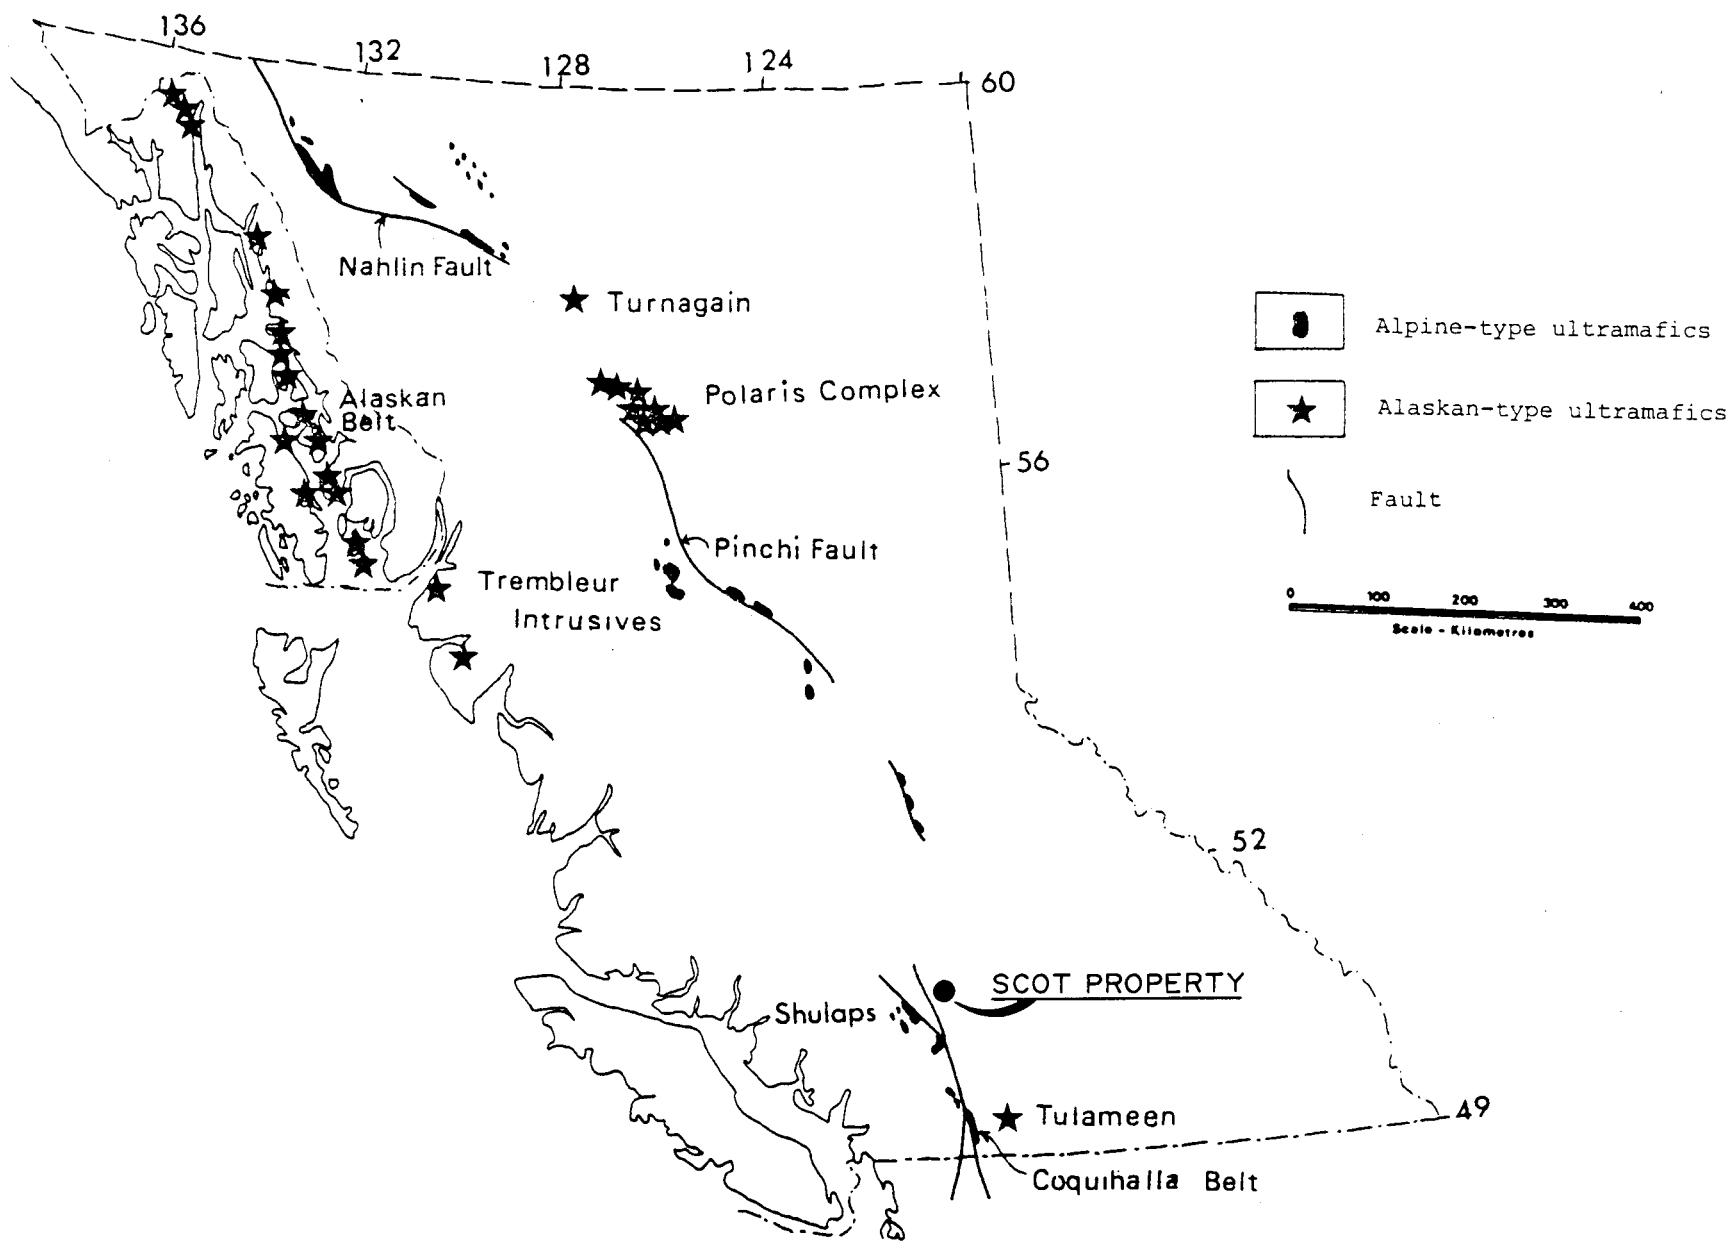 136
132
128
124
60
Nahlin Fault
Turnagain
Alpine-type ultramafics
Polaris Complex
Alaskan
Belt
Alaskan-type ultramafics
56
Fault
Pinchi Fault
Trembleur
Intrusives
0 100 200 300 400
Scale - Kilometres
52
SCOT PROPERTY
Shulaps
Tulameen
49
Coquihalla Belt